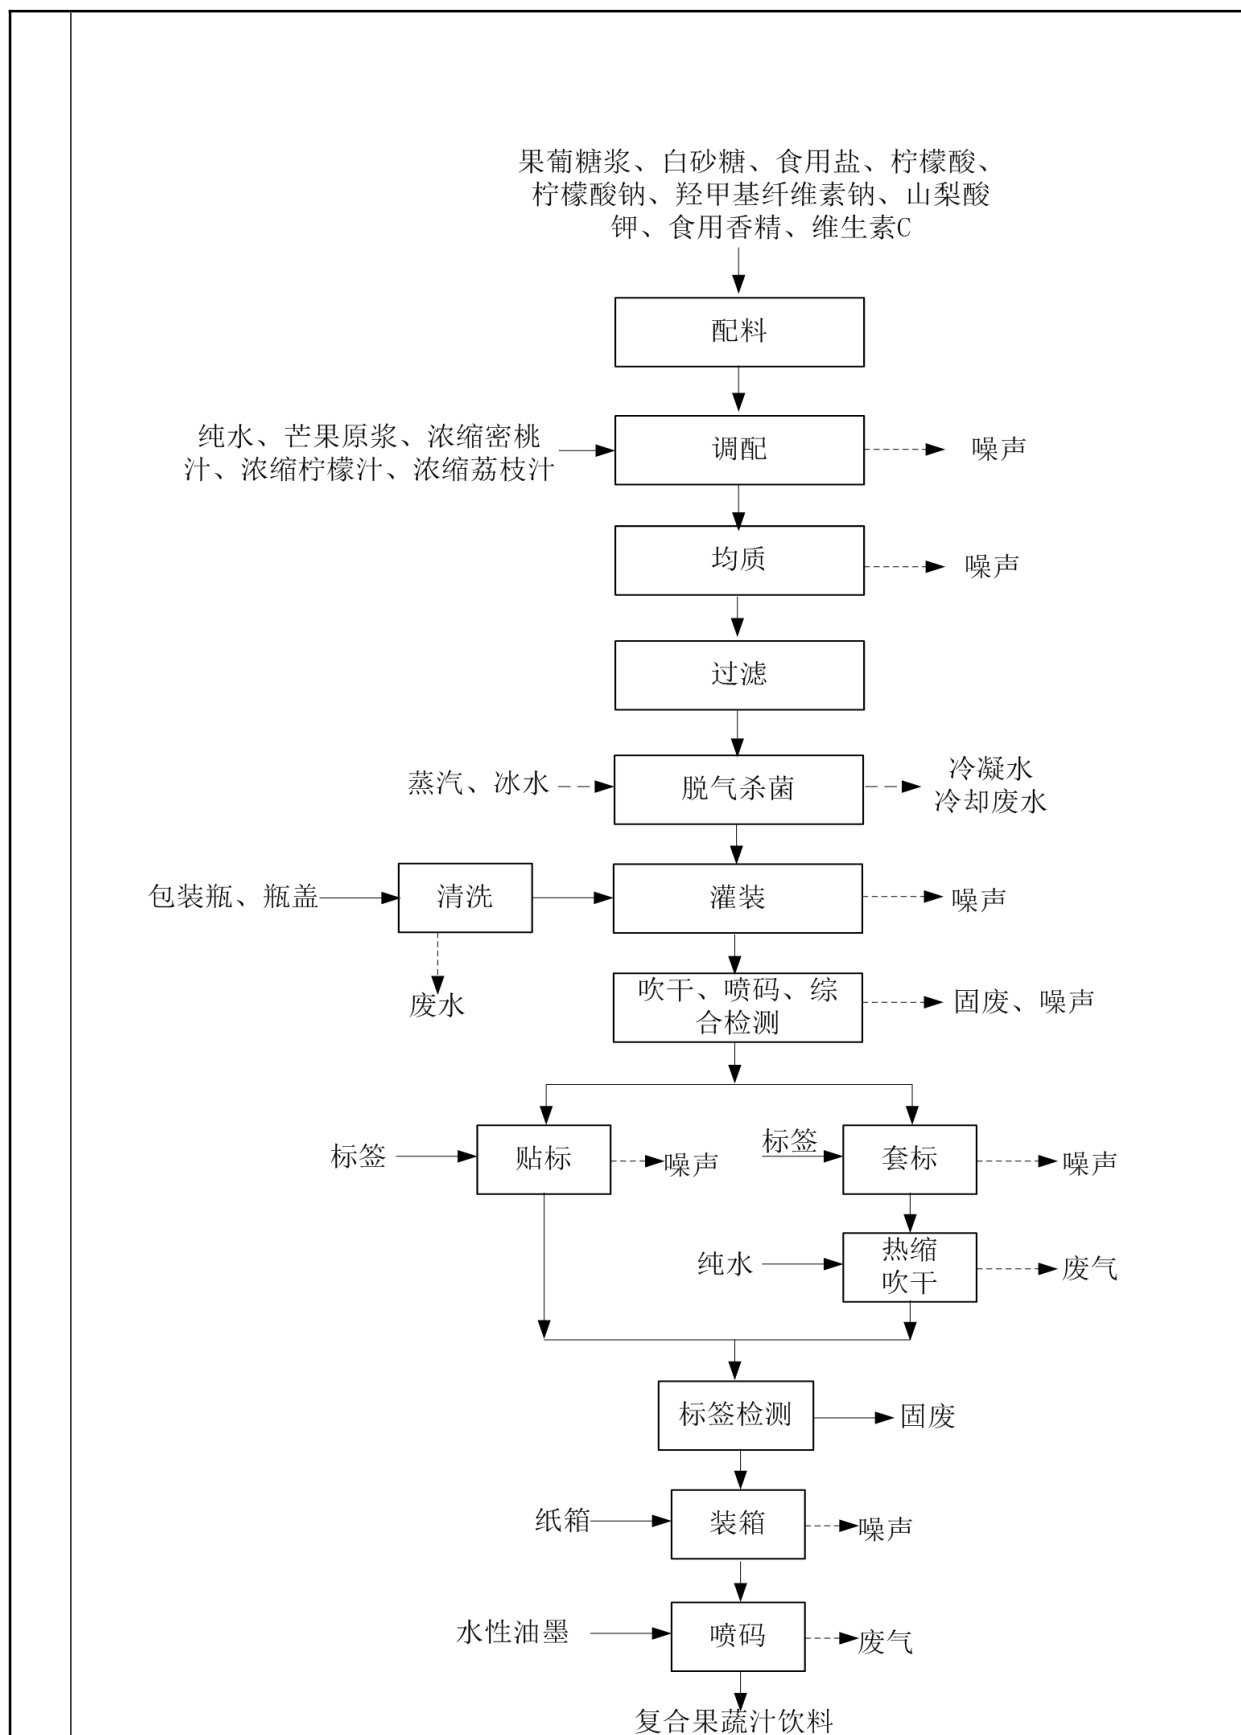 果葡糖浆、白砂糖、食用盐、柠檬酸、
柠檬酸钠、羟甲基纤维素钠、山梨酸
钾、食用香精、维生素C
配料
纯水、芒果原浆、浓缩密桃
汁、浓缩柠檬汁、浓缩荔枝汁
调配
噪声
均质
噪声
过滤
蒸汽、冰水
脱气杀菌
冷凝水
冷却废水
包装瓶、瓶盖
清洗
灌装
噪声
废水
吹干、喷码、综
合检测
固废、噪声
标签
贴标
噪声
标签
套标
噪声
纯水
热缩
吹干
废气
标签检测
固废
纸箱
装箱
噪声
水性油墨
喷码
废气
复合果蔬汁饮料